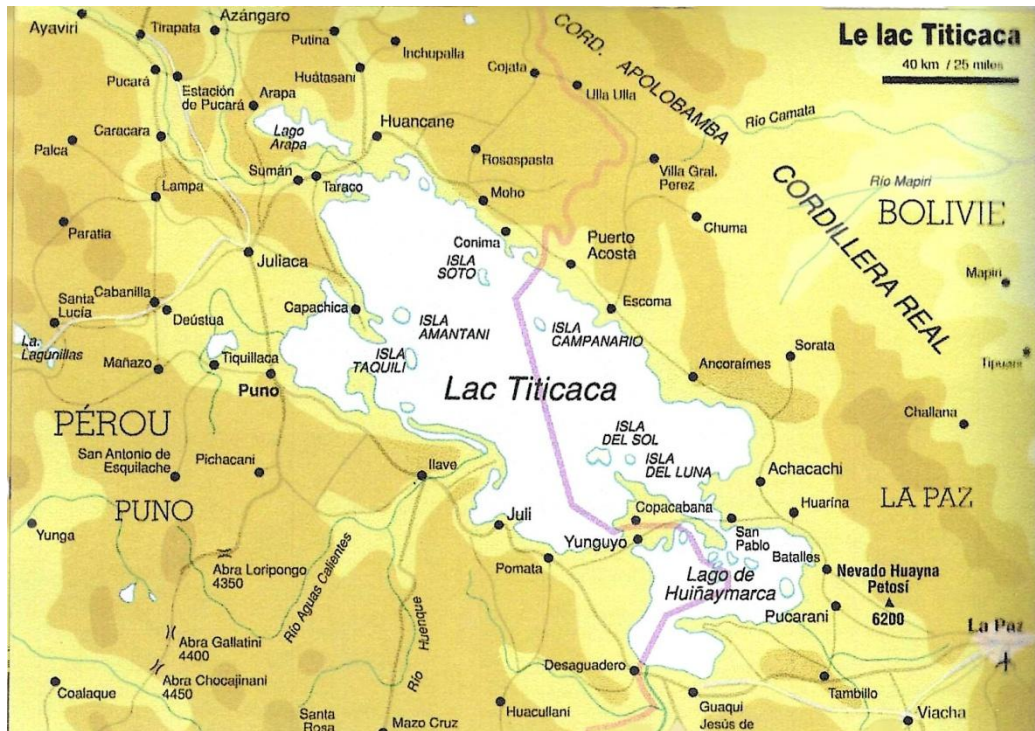 Le lac Titicaca
40 km / 25 miles
Ayaviri
Tirapata
Azángaro
Putina
Inchupalla
CORD. APOLOBAMBA
Cojata
Ulla Ulla
Pucará
Estación
de Pucará
Huátasani
Arapa
Río Camata
Caracara
Palca
Lago
Arapa
Huancane
Rosaspasta
Villa Gral.
Perez
CORDILLERA REAL
Río Mapiri
BOLIVIE
Sumán
Taraco
Lampa
Moho
Chuma
Paratia
Juliaca
Conima
Puerto
Acosta
ISLA
SOTO
Mapiri
Santa
Lucía
Cabanilla
Deústua
Capachica
Escoma
ISLA
AMANTANI
ISLA
CAMPANARIO
La.
Lagunillas
Mañazo
Tiquillaca
ISLA
TAQUILI
Sorata
Tipuani
Puno
Lac Titicaca
Ancoraímes
PÉROU
Challana
ISLA
DEL SOL
San Antonio de
Esquilache
Pichacani
Ilave
ISLA
DEL LUNA
Achacachi
LA PAZ
PUNO
Juli
Copacabana
Huarína
Yunga
Yunguyo
San
Pablo
Batalles
Abra Loripongo
4350
Río Aguas Calientes
Pomata
Lago de
Huiñaymarca
Nevado Huayna
Petosí
6200
Pucarani
Abra Gallatini
4400
Río Huenque
La Paz
Abra Chocajinani
4450
Desaguadero
Coalaque
Tambillo
Santa
Rosa
Mazo Cruz
Huacullani
Guaqui
Jesús de
Viacha